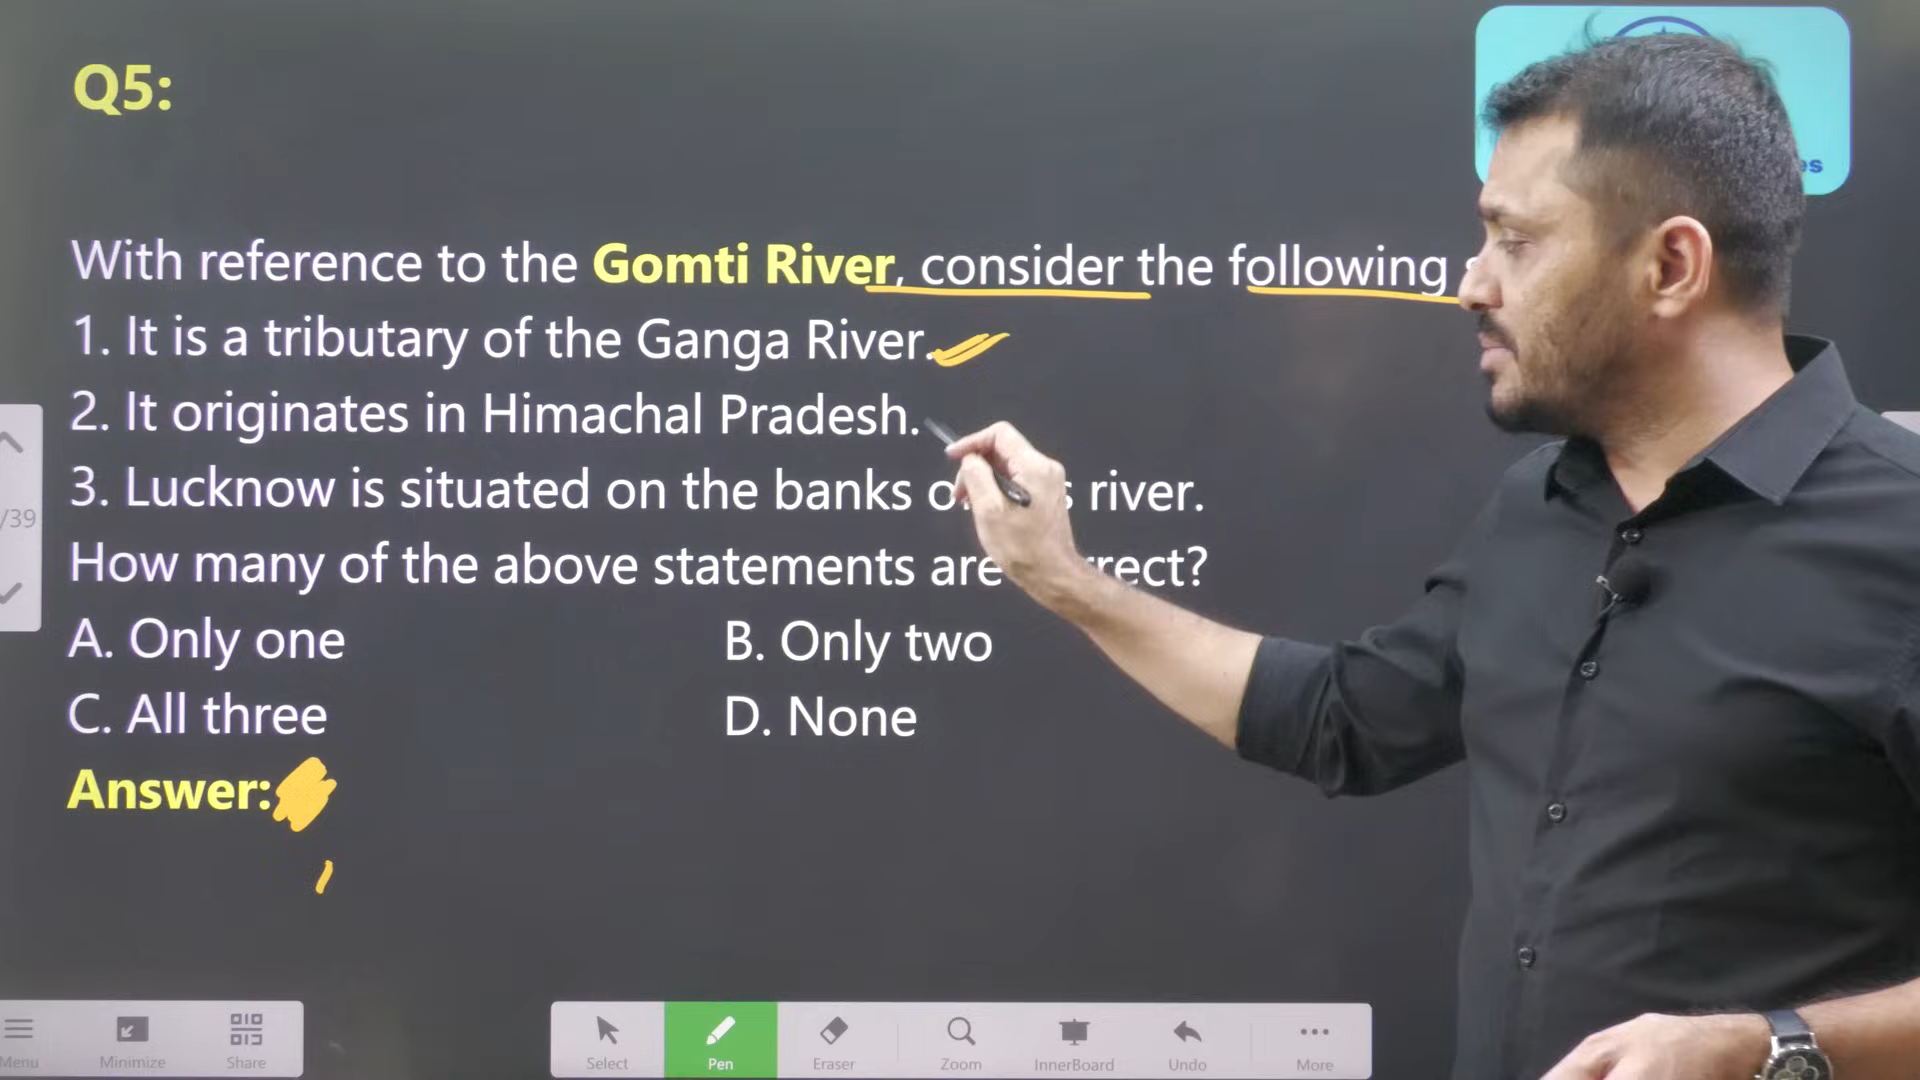 Q5:
es
With reference to the Gomti River, consider the following
1. It is a tributary of the Ganga River.
2. It originates in Himachal Pradesh.
3. Lucknow is situated on the banks river.
/39
How many of the above statements are
A. Only one B. Only two
C. All three D. None
Answer:
Menu Minimize Share Select Pen Eraser Zoom InnerBoard Undo More